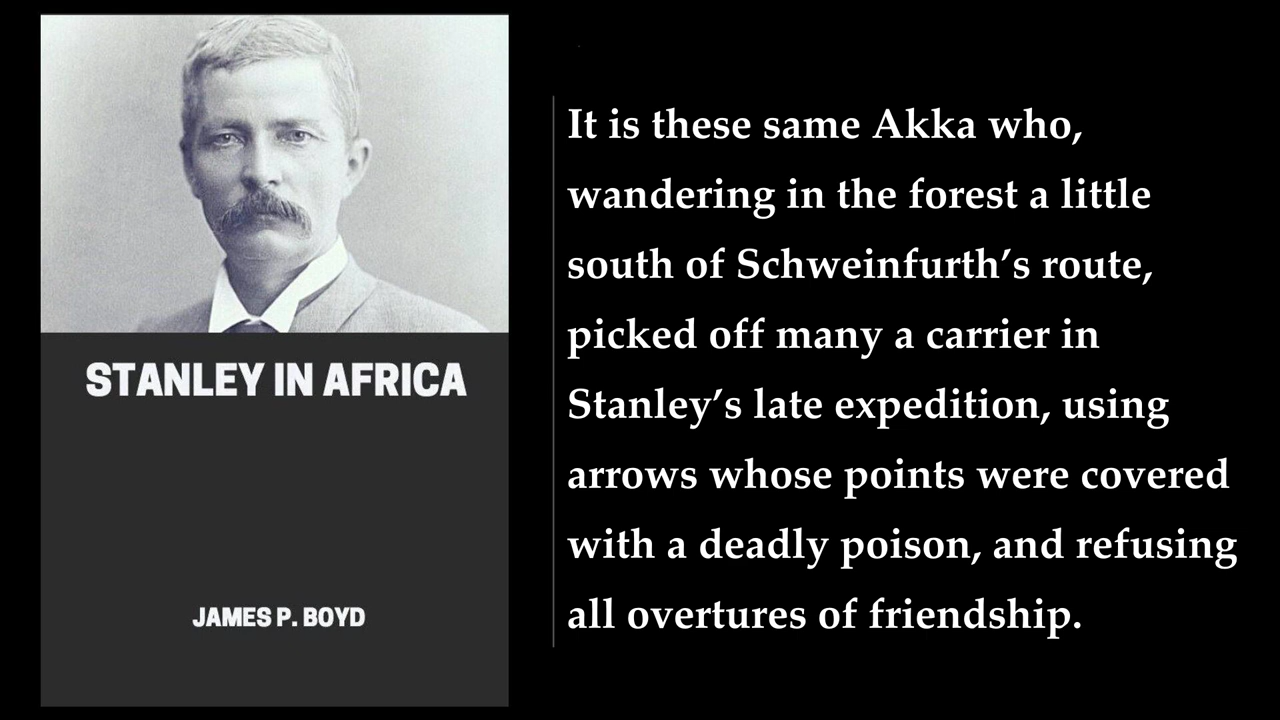 STANLEY IN AFRICA
JAMES P. BOYD
It is these same Akka who,
wandering in the forest a little
south of Schweinfurth’s route,
picked off many a carrier in
Stanley’s late expedition, using
arrows whose points were covered
with a deadly poison, and refusing
all overtures of friendship.